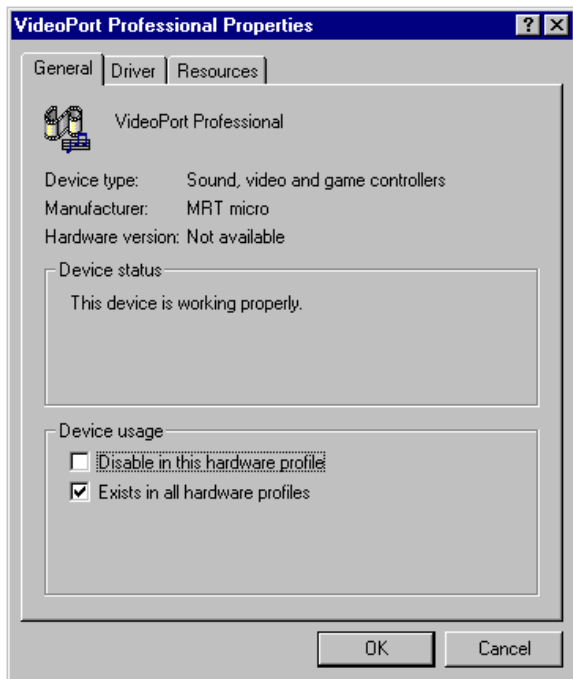 VideoPort Professional Properties
General Driver Resources
VideoPort Professional
Device type: Sound, video and game controllers
Manufacturer: MRT micro
Hardware version: Not available
Device status
This device is working properly.
Device usage
Disable in this hardware profile
Exists in all hardware profiles
OK Cancel